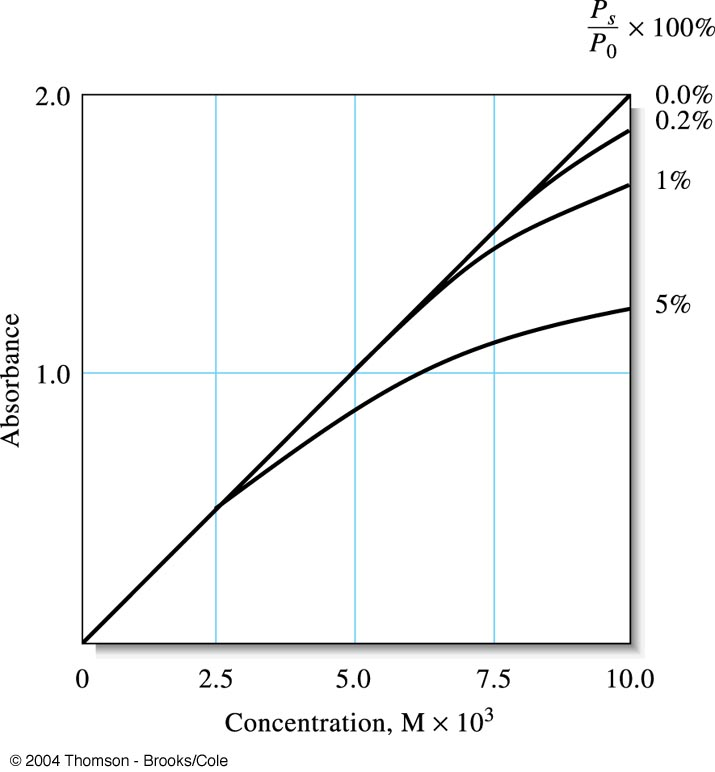 Ps/P0 × 100%
2.0
0.0%
0.2%
1%
5%
1.0
Absorbance
0 2.5 5.0 7.5 10.0
Concentration, M × 10³
© 2004 Thomson - Brooks/Cole